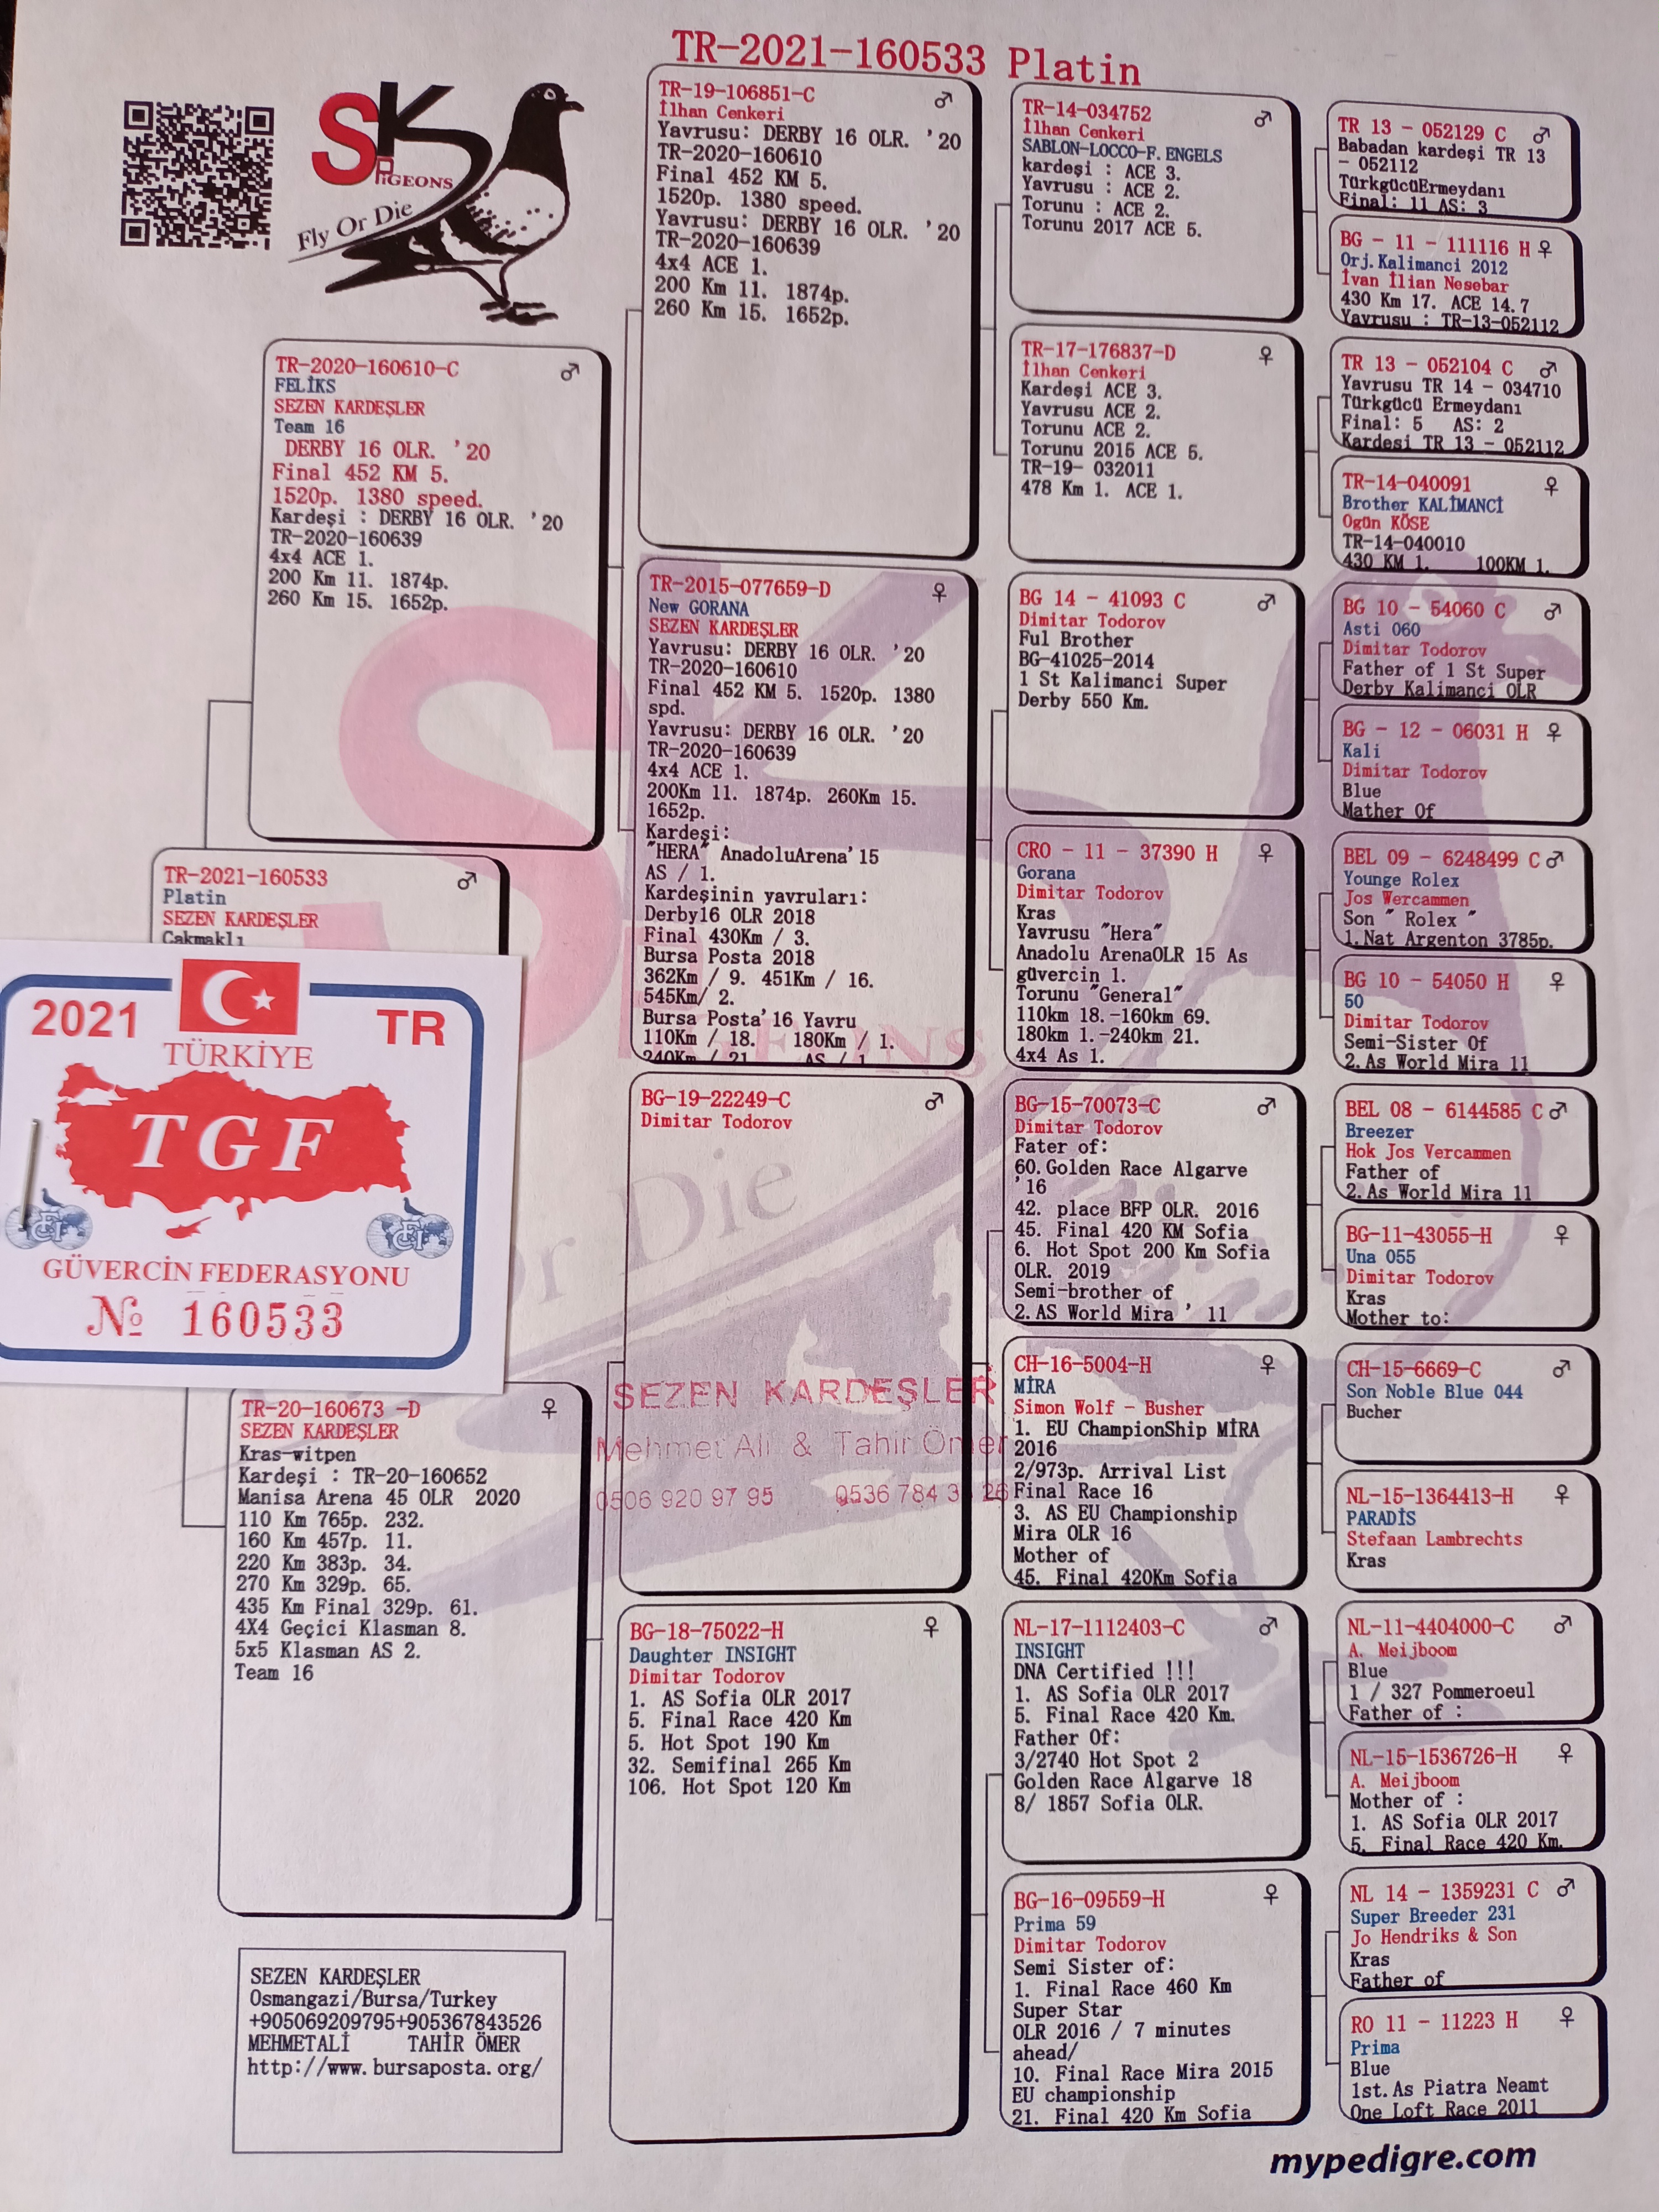 TR-2021-160533 Platin
SK
PIGEONS
Fly Or Die
TR-2020-160610-C ♂
FELİKS
SEZEN KARDEŞLER
Team 16
DERBY 16 OLR. '20
Final 452 KM 5.
1520p. 1380 speed.
Kardeşi : DERBY 16 OLR. '20
TR-2020-160639
4x4 ACE 1.
200 Km 11. 1874p.
260 Km 15. 1652p.
TR-2021-160533 ♂
Platin
SEZEN KARDEŞLER
Çakmaklı
2021 TR
TÜRKİYE
TGF
GÜVERCİN FEDERASYONU
№ 160533
TR-20-160673 -D ♀
SEZEN KARDEŞLER
Kras-witpen
Kardeşi : TR-20-160652
Manisa Arena 45 OLR 2020
110 Km 765p. 232.
160 Km 457p. 11.
220 Km 383p. 34.
270 Km 329p. 65.
435 Km Final 329p. 61.
4X4 Geçici Klasman 8.
5x5 Klasman AS 2.
Team 16
SEZEN KARDEŞLER
Osmangazi/Bursa/Turkey
+905069209795+905367843526
MEHMETALİ TAHİR ÖMER
http://www.bursaposta.org/
TR-19-106851-C ♂
İlhan Cenkeri
Yavrusu: DERBY 16 OLR. '20
TR-2020-160610
Final 452 KM 5.
1520p. 1380 speed.
Yavrusu: DERBY 16 OLR. '20
TR-2020-160639
4x4 ACE 1.
200 Km 11. 1874p.
260 Km 15. 1652p.
TR-2015-077659-D ♀
New GORANA
SEZEN KARDEŞLER
Yavrusu: DERBY 16 OLR. '20
TR-2020-160610
Final 452 KM 5. 1520p. 1380
spd.
Yavrusu: DERBY 16 OLR. '20
TR-2020-160639
4x4 ACE 1.
200Km 11. 1874p. 260Km 15.
1652p.
Kardeşi:
"HERA" AnadoluArena'15
AS / 1.
Kardeşinin yavruları:
Derby16 OLR 2018
Final 430Km / 3.
Bursa Posta 2018
362Km / 9. 451Km / 16.
545Km/ 2.
Bursa Posta'16 Yavru
110Km / 18. 180Km / 1.
240Km / 21 AS / 1
BG-19-22249-C ♂
Dimitar Todorov
SEZEN KARDEŞLER
Mehmet Ali & Tahir Ömer
0506 920 97 95 0536 784 3 26
BG-18-75022-H ♀
Daughter INSIGHT
Dimitar Todorov
1. AS Sofia OLR 2017
5. Final Race 420 Km
5. Hot Spot 190 Km
32. Semifinal 265 Km
106. Hot Spot 120 Km
TR-14-034752 ♂
İlhan Cenkeri
SABLON-LOCCO-F.ENGELS
kardeşi : ACE 3.
Yavrusu : ACE 2.
Torunu : ACE 2.
Torunu 2017 ACE 5.
TR-17-176837-D ♀
İlhan Cenkeri
Kardeşi ACE 3.
Yavrusu ACE 2.
Torunu ACE 2.
Torunu 2015 ACE 5.
TR-19- 032011
478 Km 1. ACE 1.
BG 14 - 41093 C ♂
Dimitar Todorov
Ful Brother
BG-41025-2014
1 St Kalimanci Super
Derby 550 Km.
CRO - 11 - 37390 H ♀
Gorana
Dimitar Todorov
Kras
Yavrusu "Hera"
Anadolu ArenaOLR 15 As
güvercin 1.
Torunu "General"
110km 18.-160km 69.
180km 1.-240km 21.
4x4 As 1.
BG-15-70073-C ♂
Dimitar Todorov
Fater of:
60.Golden Race Algarve
'16
42. place BFP OLR. 2016
45. Final 420 KM Sofia
6. Hot Spot 200 Km Sofia
OLR. 2019
Semi-brother of
2.AS World Mira ' 11
CH-16-5004-H ♀
MİRA
Simon Wolf - Busher
1. EU ChampionShip MİRA
2016
2/973p. Arrival List
Final Race 16
3. AS EU Championship
Mira OLR 16
Mother of
45. Final 420Km Sofia
NL-17-1112403-C ♂
INSIGHT
DNA Certified !!!
1. AS Sofia OLR 2017
5. Final Race 420 Km.
Father Of:
3/2740 Hot Spot 2
Golden Race Algarve 18
8/ 1857 Sofia OLR.
BG-16-09559-H ♀
Prima 59
Dimitar Todorov
Semi Sister of:
1. Final Race 460 Km
Super Star
OLR 2016 / 7 minutes
ahead/
10. Final Race Mira 2015
EU championship
21. Final 420 Km Sofia
TR 13 - 052129 C ♂
Babadan kardeşi TR 13
- 052112
TürkgücüErmeydanı
Final: 11 AS: 3
BG - 11 - 111116 H ♀
Orj.Kalimanci 2012
İvan İlian Nesebar
430 Km 17. ACE 14.7
Yavrusu : TR-13-052112
TR 13 - 052104 C ♂
Yavrusu TR 14 - 034710
Türkgücü Ermeydanı
Final: 5 AS: 2
Kardesi TR 13 - 052112
TR-14-040091 ♀
Brother KALİMANCİ
Ogün KÖSE
TR-14-040010
430 KM 1. 100KM 1.
BG 10 - 54060 C ♂
Asti 060
Dimitar Todorov
Father of 1 St Super
Derby Kalimanci OLR
BG - 12 - 06031 H ♀
Kali
Dimitar Todorov
Blue
Mather Of
BEL 09 - 6248499 C ♂
Younge Rolex
Jos Wercammen
Son " Rolex "
1.Nat Argenton 3785p.
BG 10 - 54050 H ♀
50
Dimitar Todorov
Semi-Sister Of
2.As World Mira 11
BEL 08 - 6144585 C ♂
Breezer
Hok Jos Vercammen
Father of
2.As World Mira 11
BG-11-43055-H ♀
Una 055
Dimitar Todorov
Kras
Mother to:
CH-15-6669-C ♂
Son Noble Blue 044
Bucher
NL-15-1364413-H ♀
PARADİS
Stefaan Lambrechts
Kras
NL-11-4404000-C ♂
A. Meijboom
Blue
1 / 327 Pommeroeul
Father of :
NL-15-1536726-H ♀
A. Meijboom
Mother of :
1. AS Sofia OLR 2017
5. Final Race 420 Km.
NL 14 - 1359231 C ♂
Super Breeder 231
Jo Hendriks & Son
Kras
Father of
RO 11 - 11223 H ♀
Prima
Blue
1st.As Piatra Neamt
One Loft Race 2011
mypedigre.com